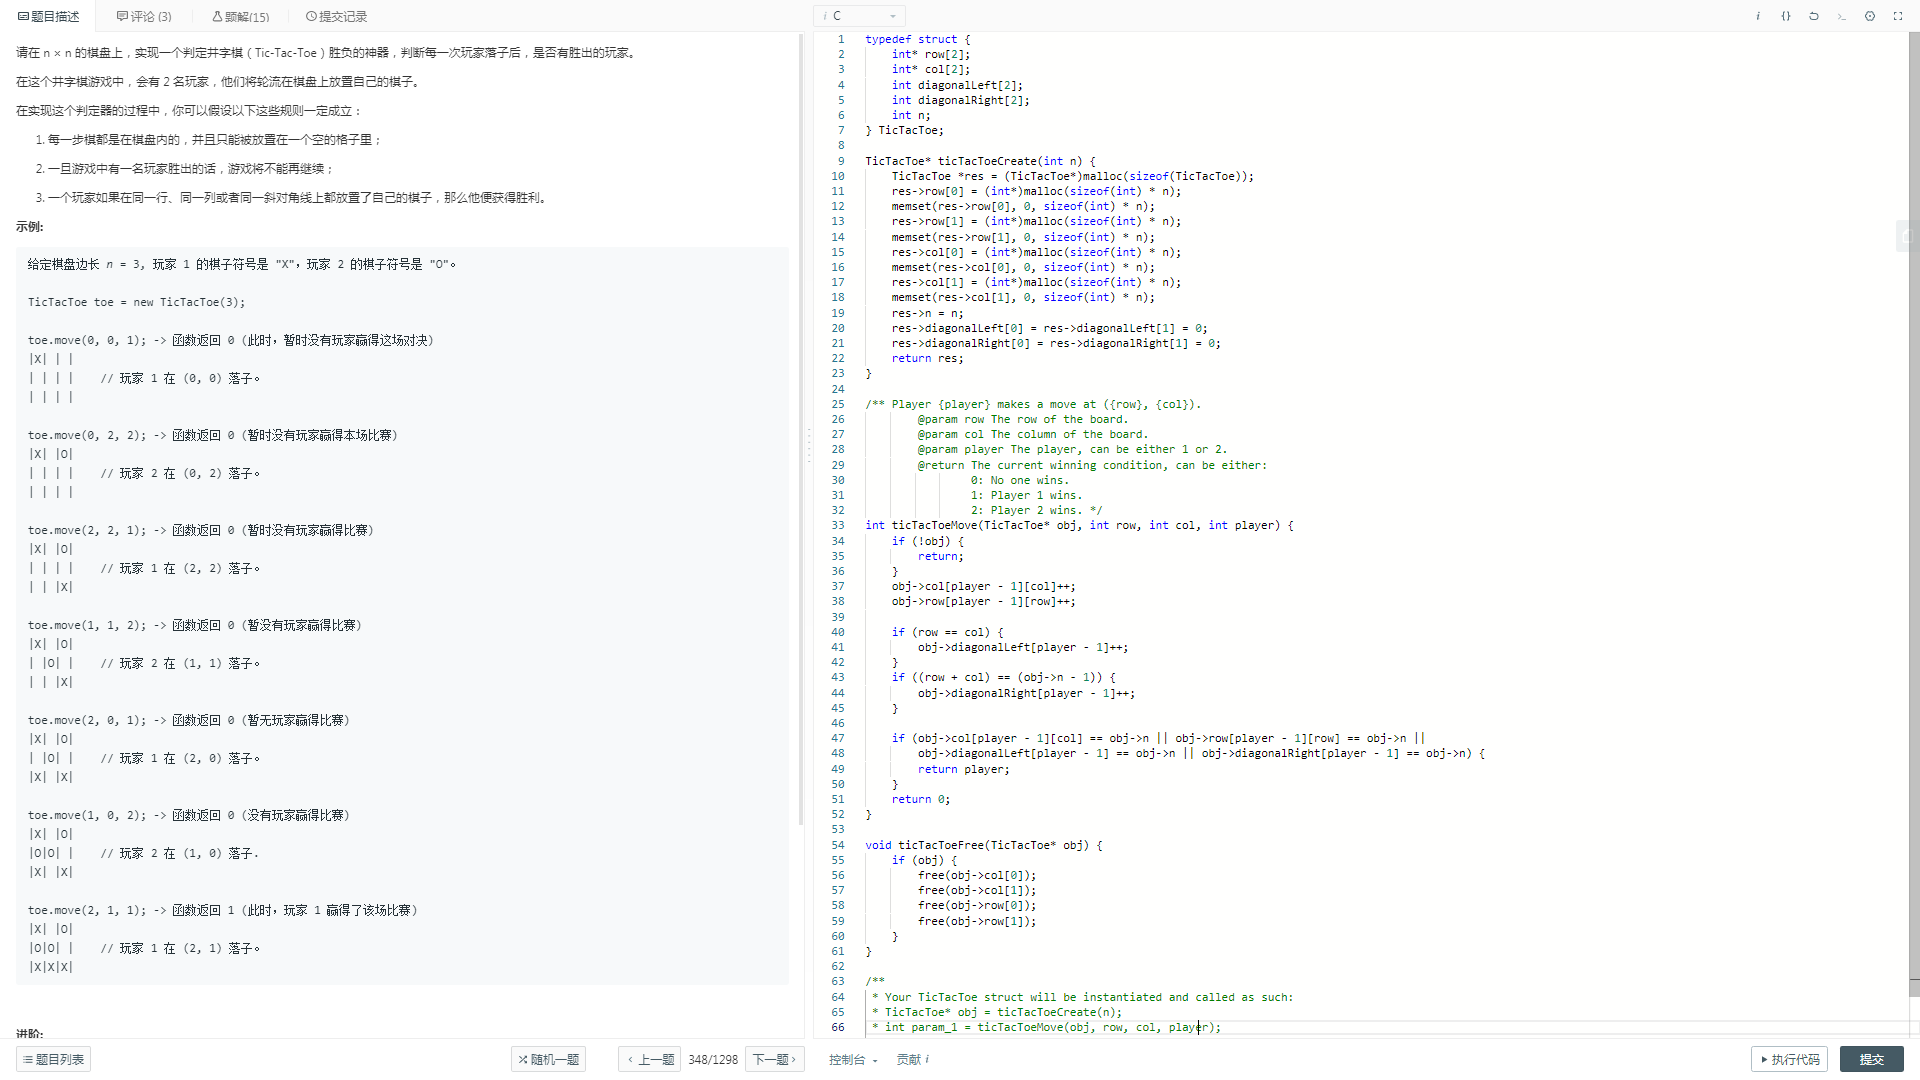 题目描述
评论 (3)
题解(15)
提交记录
请在 n × n 的棋盘上，实现一个判定井字棋（Tic-Tac-Toe）胜负的神器，判断每一次玩家落子后，是否有胜出的玩家。
在这个井字棋游戏中，会有 2 名玩家，他们将轮流在棋盘上放置自己的棋子。
在实现这个判定器的过程中，你可以假设以下这些规则一定成立：
1. 每一步棋都是在棋盘内的，并且只能被放置在一个空的格子里；
2. 一旦游戏中有一名玩家胜出的话，游戏将不能再继续；
3. 一个玩家如果在同一行、同一列或者同一斜对角线上都放置了自己的棋子，那么他便获得胜利。
示例:
给定棋盘边长 n = 3, 玩家 1 的棋子符号是 "X"，玩家 2 的棋子符号是 "O"。
TicTacToe toe = new TicTacToe(3);
toe.move(0, 0, 1); -> 函数返回 0 (此时，暂时没有玩家赢得这场对决)
|X| | |
| | | |    // 玩家 1 在 (0, 0) 落子。
| | | |
toe.move(0, 2, 2); -> 函数返回 0 (暂时没有玩家赢得本场比赛)
|X| |O|
| | | |    // 玩家 2 在 (0, 2) 落子。
| | | |
toe.move(2, 2, 1); -> 函数返回 0 (暂时没有玩家赢得比赛)
|X| |O|
| | | |    // 玩家 1 在 (2, 2) 落子。
| | |X|
toe.move(1, 1, 2); -> 函数返回 0 (暂没有玩家赢得比赛)
|X| |O|
| |O| |    // 玩家 2 在 (1, 1) 落子。
| | |X|
toe.move(2, 0, 1); -> 函数返回 0 (暂无玩家赢得比赛)
|X| |O|
| |O| |    // 玩家 1 在 (2, 0) 落子。
|X| |X|
toe.move(1, 0, 2); -> 函数返回 0 (没有玩家赢得比赛)
|X| |O|
|O|O| |    // 玩家 2 在 (1, 0) 落子.
|X| |X|
toe.move(2, 1, 1); -> 函数返回 1 (此时，玩家 1 赢得了该场比赛)
|X| |O|
|O|O| |    // 玩家 1 在 (2, 1) 落子。
|X|X|X|
进阶:
题目列表
随机一题
上一题
348/1298
下一题
i C
1 typedef struct {
2     int* row[2];
3     int* col[2];
4     int diagonalLeft[2];
5     int diagonalRight[2];
6     int n;
7 } TicTacToe;
8
9 TicTacToe* ticTacToeCreate(int n) {
10     TicTacToe *res = (TicTacToe*)malloc(sizeof(TicTacToe));
11     res->row[0] = (int*)malloc(sizeof(int) * n);
12     memset(res->row[0], 0, sizeof(int) * n);
13     res->row[1] = (int*)malloc(sizeof(int) * n);
14     memset(res->row[1], 0, sizeof(int) * n);
15     res->col[0] = (int*)malloc(sizeof(int) * n);
16     memset(res->col[0], 0, sizeof(int) * n);
17     res->col[1] = (int*)malloc(sizeof(int) * n);
18     memset(res->col[1], 0, sizeof(int) * n);
19     res->n = n;
20     res->diagonalLeft[0] = res->diagonalLeft[1] = 0;
21     res->diagonalRight[0] = res->diagonalRight[1] = 0;
22     return res;
23 }
24
25 /** Player {player} makes a move at ({row}, {col}).
26         @param row The row of the board.
27         @param col The column of the board.
28         @param player The player, can be either 1 or 2.
29         @return The current winning condition, can be either:
30                 0: No one wins.
31                 1: Player 1 wins.
32                 2: Player 2 wins. */
33 int ticTacToeMove(TicTacToe* obj, int row, int col, int player) {
34     if (!obj) {
35         return;
36     }
37     obj->col[player - 1][col]++;
38     obj->row[player - 1][row]++;
39
40     if (row == col) {
41         obj->diagonalLeft[player - 1]++;
42     }
43     if ((row + col) == (obj->n - 1)) {
44         obj->diagonalRight[player - 1]++;
45     }
46
47     if (obj->col[player - 1][col] == obj->n || obj->row[player - 1][row] == obj->n ||
48         obj->diagonalLeft[player - 1] == obj->n || obj->diagonalRight[player - 1] == obj->n) {
49         return player;
50     }
51     return 0;
52 }
53
54 void ticTacToeFree(TicTacToe* obj) {
55     if (obj) {
56         free(obj->col[0]);
57         free(obj->col[1]);
58         free(obj->row[0]);
59         free(obj->row[1]);
60     }
61 }
62
63 /**
64  * Your TicTacToe struct will be instantiated and called as such:
65  * TicTacToe* obj = ticTacToeCreate(n);
66  * int param_1 = ticTacToeMove(obj, row, col, player);
控制台
贡献 i
执行代码
提交